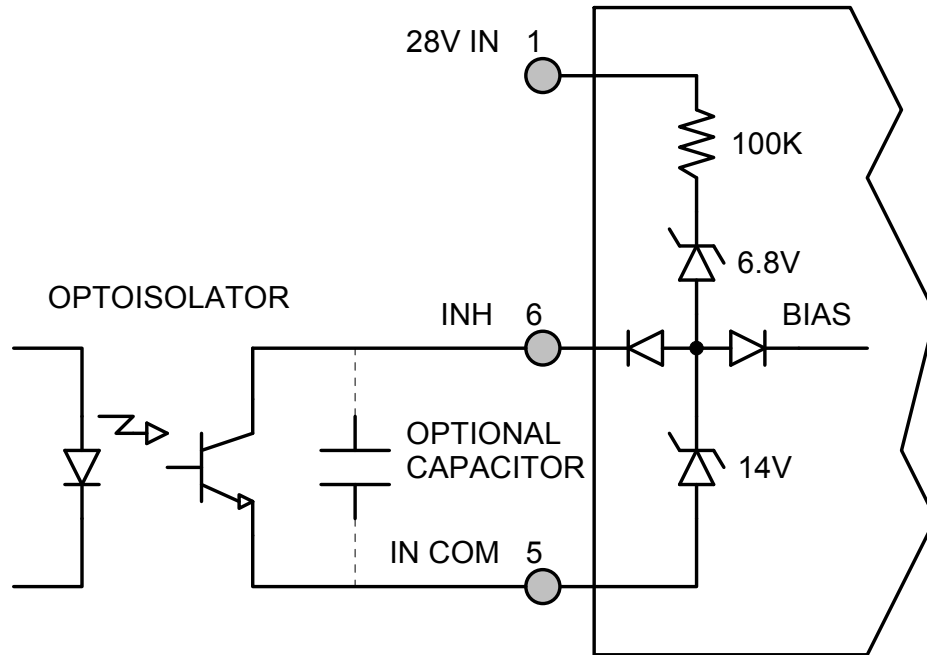 28V IN 1
100K
6.8V
OPTOISOLATOR
INH 6
BIAS
OPTIONAL
CAPACITOR
14V
IN COM 5